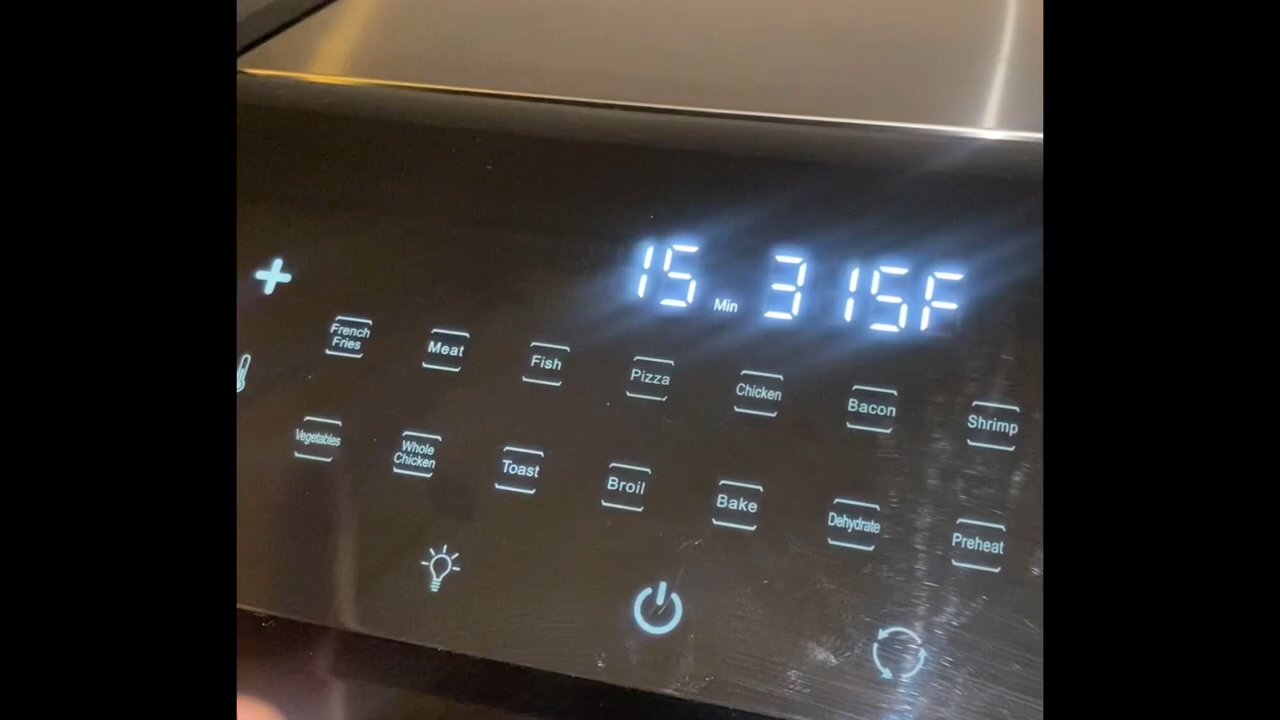 15 Min 315F
French Fries
Meat
Fish
Pizza
Chicken
Bacon
Shrimp
Vegetables
Whole Chicken
Toast
Broil
Bake
Dehydrate
Preheat